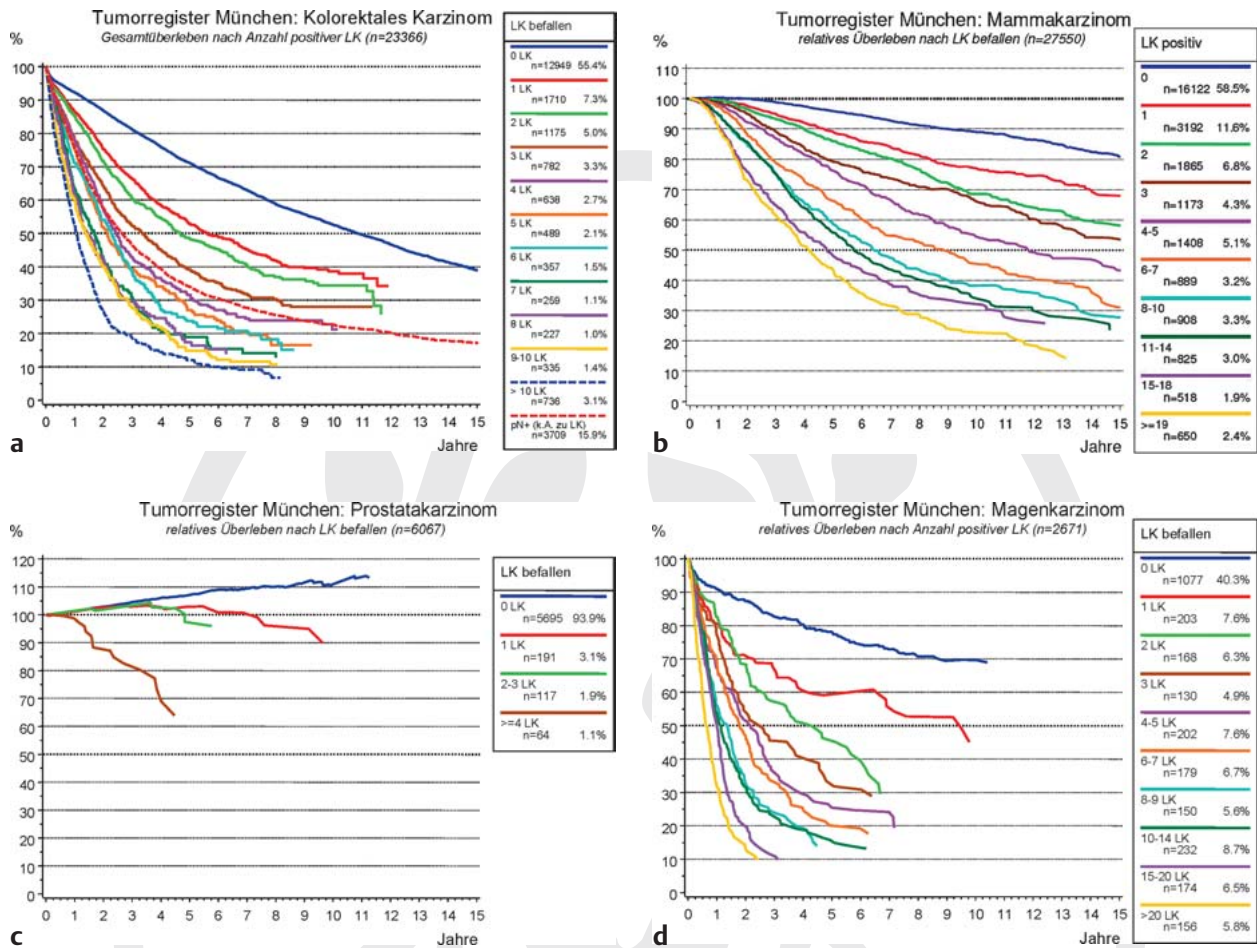 Tumorregister München: Kolorektales Karzinom
Gesamtüberleben nach Anzahl positiver LK (n=23366)
%
100
90
80
70
60
50
40
30
20
10
0
0 1 2 3 4 5 6 7 8 9 10 11 12 13 14 15
Jahre
a
LK befallen
0 LK
n=12949 55.4%
1 LK
n=1710 7.3%
2 LK
n=1175 5.0%
3 LK
n=782 3.3%
4 LK
n=638 2.7%
5 LK
n=489 2.1%
6 LK
n=357 1.5%
7 LK
n=259 1.1%
8 LK
n=227 1.0%
9-10 LK
n=335 1.4%
> 10 LK
n=736 3.1%
pN+ (k.A. zu LK)
n=3709 15.9%
Tumorregister München: Mammakarzinom
relatives Überleben nach LK befallen (n=27550)
%
110
100
90
80
70
60
50
40
30
20
10
0
0 1 2 3 4 5 6 7 8 9 10 11 12 13 14 15
Jahre
b
LK positiv
0
n=16122 58.5%
1
n=3192 11.6%
2
n=1865 6.8%
3
n=1173 4.3%
4-5
n=1408 5.1%
6-7
n=889 3.2%
8-10
n=908 3.3%
11-14
n=825 3.0%
15-18
n=518 1.9%
>=19
n=650 2.4%
Tumorregister München: Prostatakarzinom
relatives Überleben nach LK befallen (n=6067)
%
120
110
100
90
80
70
60
50
40
30
20
10
0
0 1 2 3 4 5 6 7 8 9 10 11 12 13 14 15
Jahre
c
LK befallen
0 LK
n=5695 93.9%
1 LK
n=191 3.1%
2-3 LK
n=117 1.9%
>=4 LK
n=64 1.1%
Tumorregister München: Magenkarzinom
relatives Überleben nach Anzahl positiver LK (n=2671)
%
100
90
80
70
60
50
40
30
20
10
0
0 1 2 3 4 5 6 7 8 9 10 11 12 13 14 15
Jahre
d
LK befallen
0 LK
n=1077 40.3%
1 LK
n=203 7.6%
2 LK
n=168 6.3%
3 LK
n=130 4.9%
4-5 LK
n=202 7.6%
6-7 LK
n=179 6.7%
8-9 LK
n=150 5.6%
10-14 LK
n=232 8.7%
15-20 LK
n=174 6.5%
>20 LK
n=156 5.8%